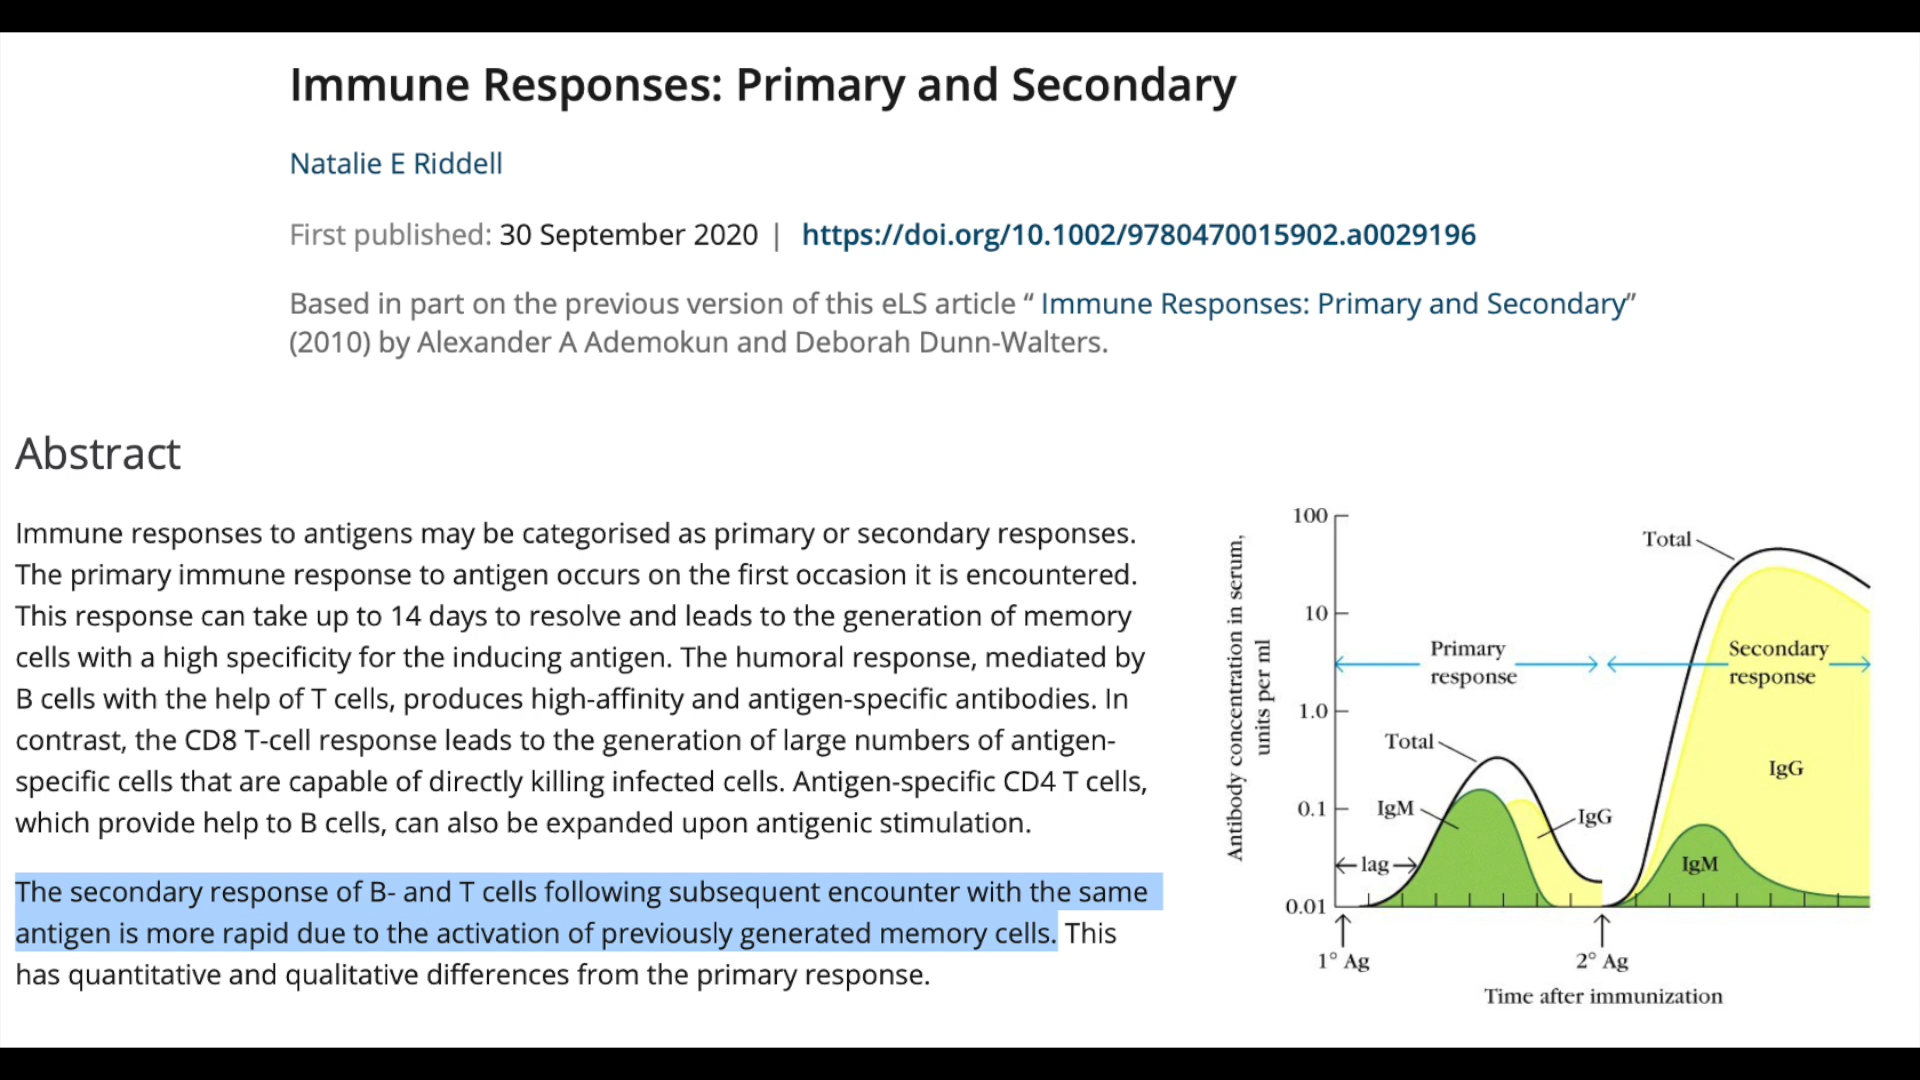 Immune Responses: Primary and Secondary
Natalie E Riddell
First published: 30 September 2020 | https://doi.org/10.1002/9780470015902.a0029196
Based in part on the previous version of this eLS article “ Immune Responses: Primary and Secondary”
(2010) by Alexander A Ademokun and Deborah Dunn-Walters.
Abstract
Immune responses to antigens may be categorised as primary or secondary responses.
The primary immune response to antigen occurs on the first occasion it is encountered.
This response can take up to 14 days to resolve and leads to the generation of memory
cells with a high specificity for the inducing antigen. The humoral response, mediated by
B cells with the help of T cells, produces high-affinity and antigen-specific antibodies. In
contrast, the CD8 T-cell response leads to the generation of large numbers of antigen-
specific cells that are capable of directly killing infected cells. Antigen-specific CD4 T cells,
which provide help to B cells, can also be expanded upon antigenic stimulation.
The secondary response of B- and T cells following subsequent encounter with the same
antigen is more rapid due to the activation of previously generated memory cells. This
has quantitative and qualitative differences from the primary response.
Antibody concentration in serum,
units per ml
100
10
1.0
0.1
0.01
Total
Primary
response
Secondary
response
Total
IgM
IgG
IgG
lag
IgM
1° Ag
2° Ag
Time after immunization